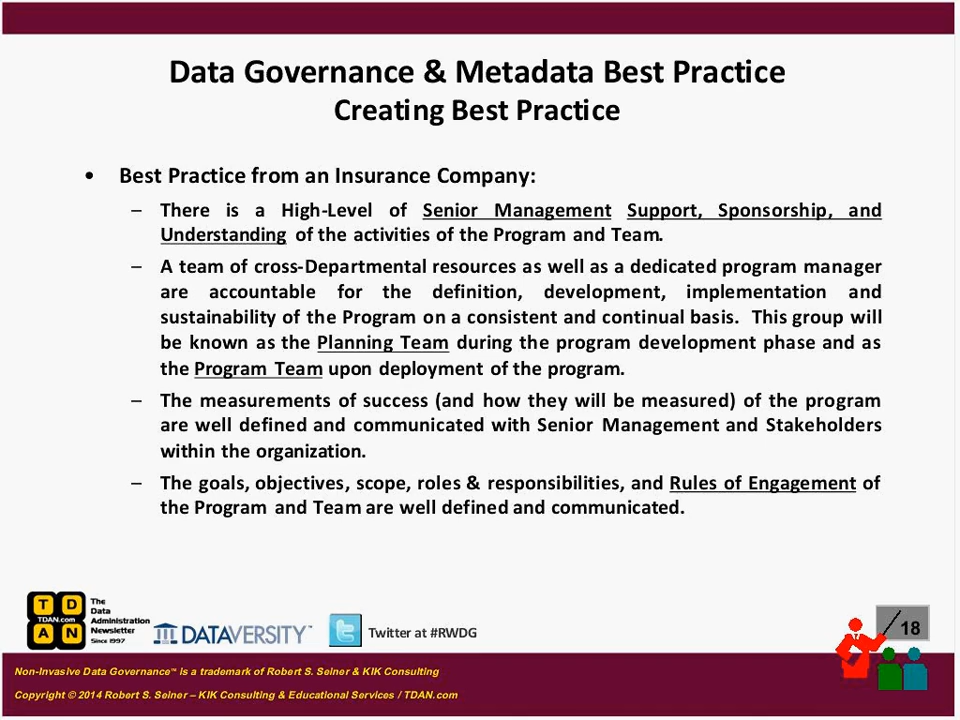 Data Governance & Metadata Best Practice
Creating Best Practice
• Best Practice from an Insurance Company:
– There is a High-Level of Senior Management Support, Sponsorship, and
Understanding of the activities of the Program and Team.
– A team of cross-Departmental resources as well as a dedicated program manager
are accountable for the definition, development, implementation and
sustainability of the Program on a consistent and continual basis. This group will
be known as the Planning Team during the program development phase and as
the Program Team upon deployment of the program.
– The measurements of success (and how they will be measured) of the program
are well defined and communicated with Senior Management and Stakeholders
within the organization.
– The goals, objectives, scope, roles & responsibilities, and Rules of Engagement of
the Program and Team are well defined and communicated.
T D
TDAN.com
A N
The
Data
Administration
Newsletter
Since 1997
DATAVERSITY™
Twitter at #RWDG
18
Non-Invasive Data Governance™ is a trademark of Robert S. Seiner & KIK Consulting
Copyright © 2014 Robert S. Seiner – KIK Consulting & Educational Services / TDAN.com